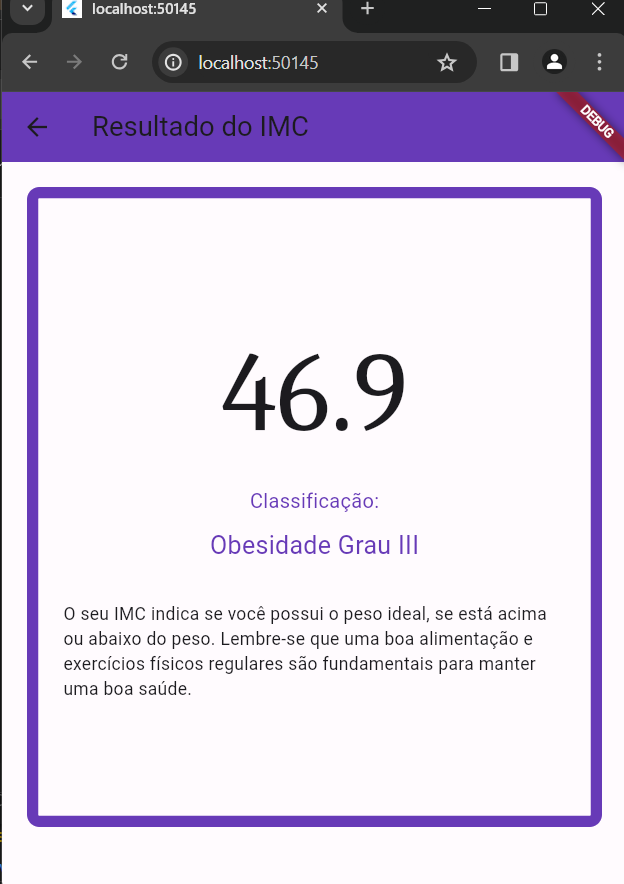 localhost:50145
localhost:50145
Resultado do IMC
DEBUG
46.9
Classificação:
Obesidade Grau III
O seu IMC indica se você possui o peso ideal, se está acima
ou abaixo do peso. Lembre-se que uma boa alimentação e
exercícios físicos regulares são fundamentais para manter
uma boa saúde.